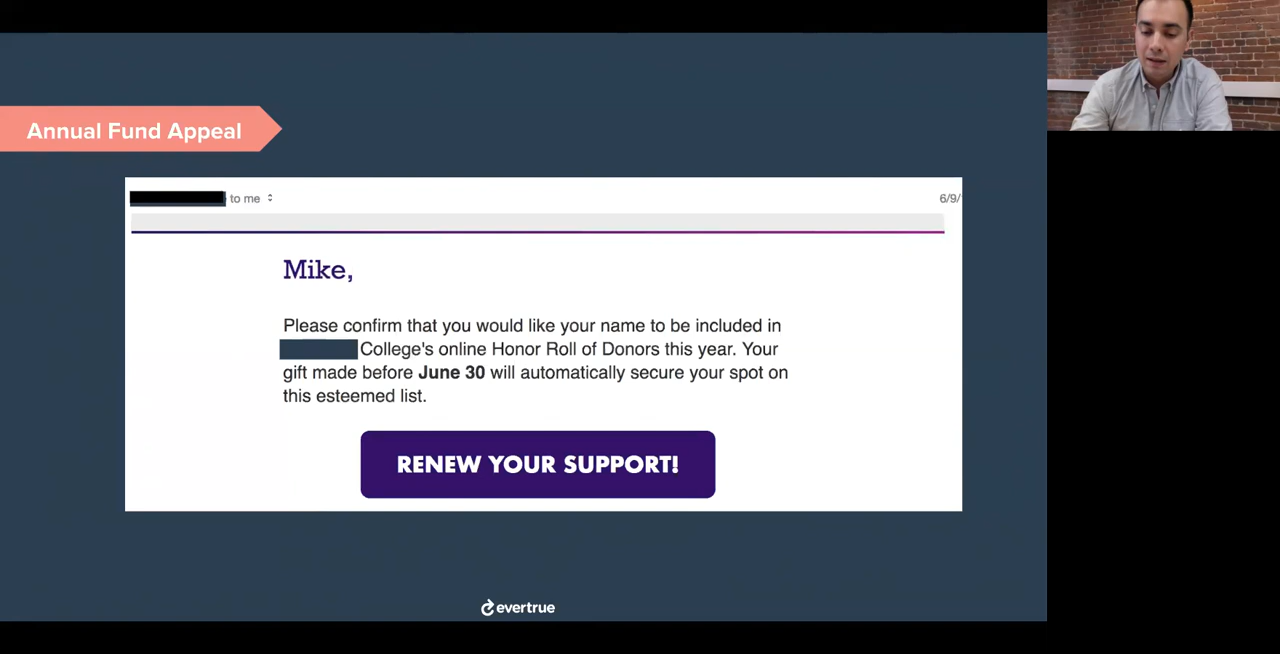 Annual Fund Appeal
to me
6/9/
Mike,
Please confirm that you would like your name to be included in
College's online Honor Roll of Donors this year. Your
gift made before June 30 will automatically secure your spot on
this esteemed list.
RENEW YOUR SUPPORT!
evertrue